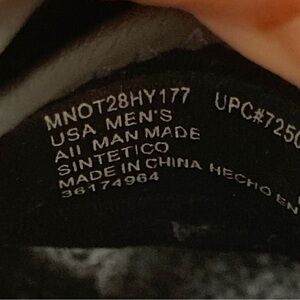 MNOT28HY177 UPC#7250
USA MEN'S
All MAN MADE
SINTETICO
MADE IN CHINA HECHO EN
36174964